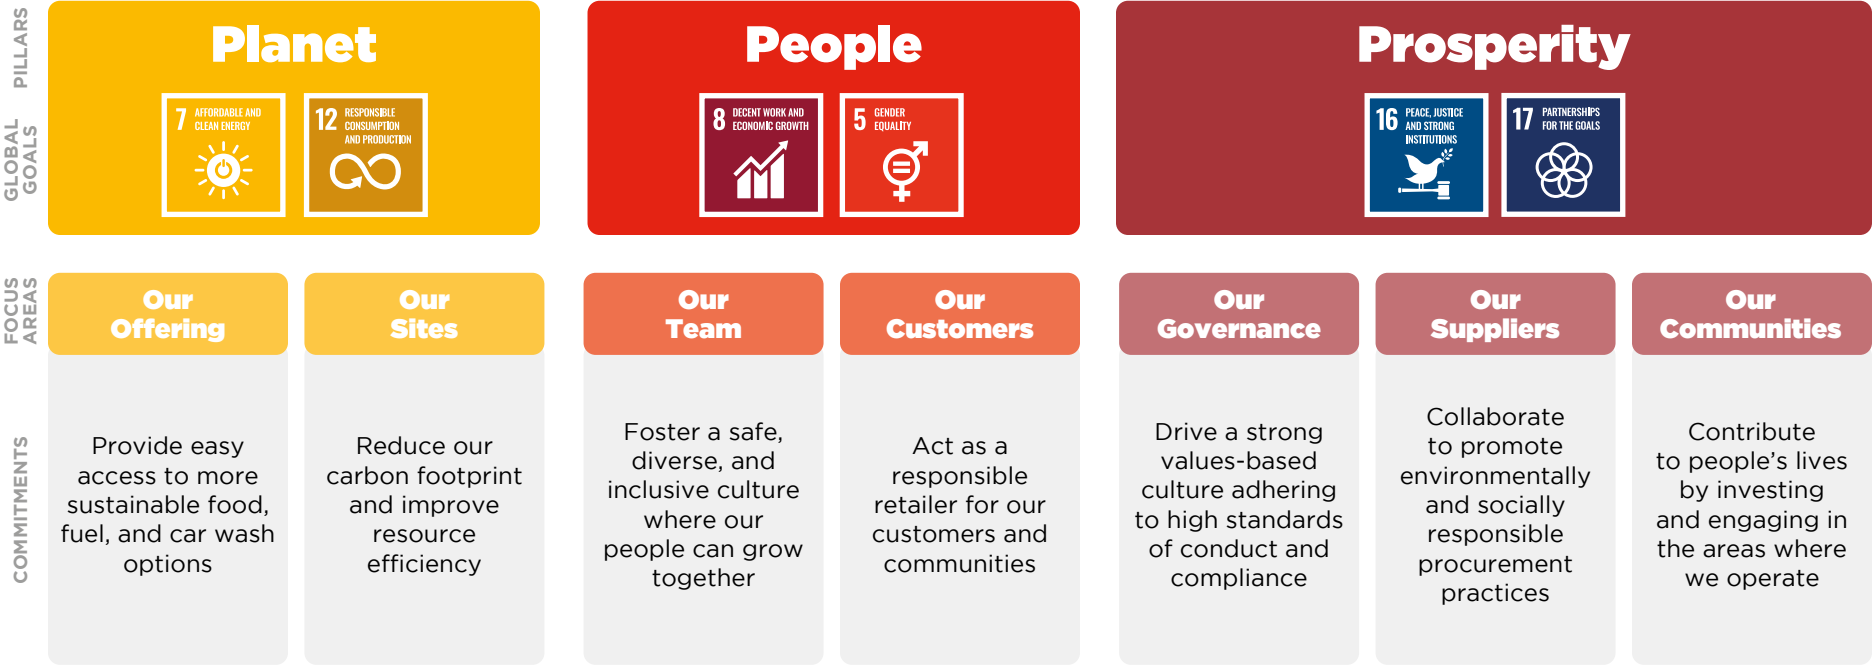 PILLARS
Planet
People
Prosperity
GLOBAL
GOALS
7 AFFORDABLE AND
CLEAN ENERGY
12 RESPONSIBLE
CONSUMPTION
AND PRODUCTION
8 DECENT WORK AND
ECONOMIC GROWTH
5 GENDER
EQUALITY
16 PEACE, JUSTICE
AND STRONG
INSTITUTIONS
17 PARTNERSHIPS
FOR THE GOALS
FOCUS
AREAS
Our
Offering
Our
Sites
Our
Team
Our
Customers
Our
Governance
Our
Suppliers
Our
Communities
COMMITMENTS
Provide easy
access to more
sustainable food,
fuel, and car wash
options
Reduce our
carbon footprint
and improve
resource
efficiency
Foster a safe,
diverse, and
inclusive culture
where our
people can grow
together
Act as a
responsible
retailer for our
customers and
communities
Drive a strong
values-based
culture adhering
to high standards
of conduct and
compliance
Collaborate
to promote
environmentally
and socially
responsible
procurement
practices
Contribute
to people's lives
by investing
and engaging in
the areas where
we operate